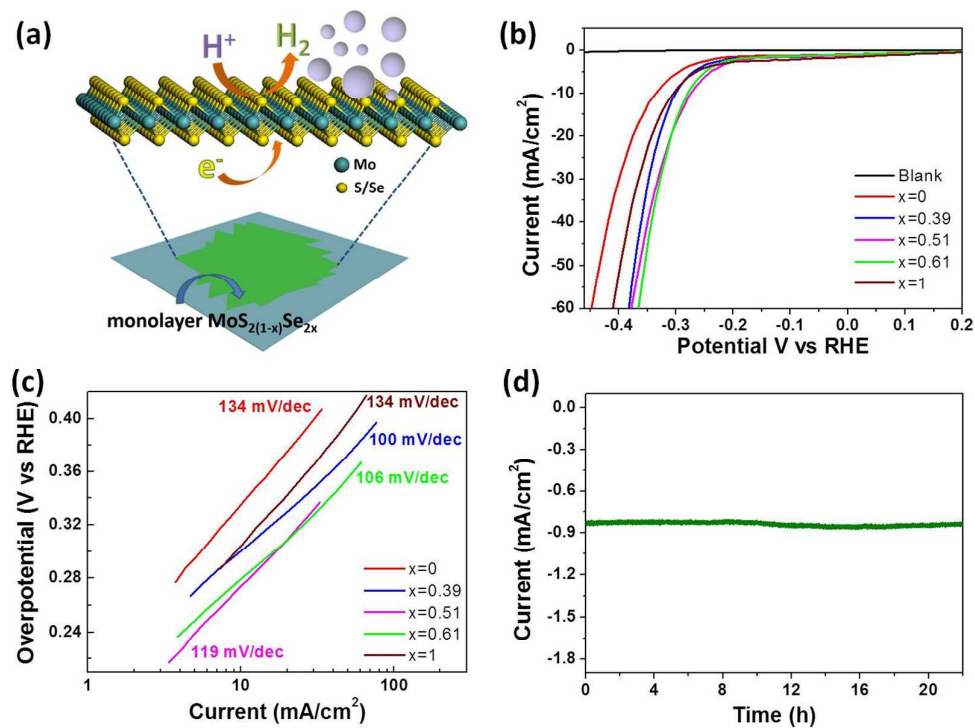 (a)
H+
H2
e-
Mo
S/Se
monolayer MoS2(1-x)Se2x
(b)
Current (mA/cm2)
0
-10
-20
-30
-40
-50
-60
Blank
x=0
x=0.39
x=0.51
x=0.61
x=1
-0.4 -0.3 -0.2 -0.1 0.0 0.1 0.2
Potential V vs RHE
(c)
Overpotential (V vs RHE)
0.40
0.36
0.32
0.28
0.24
134 mV/dec
134 mV/dec
100 mV/dec
106 mV/dec
119 mV/dec
x=0
x=0.39
x=0.51
x=0.61
x=1
1 10 100
Current (mA/cm2)
(d)
Current (mA/cm2)
0.0
-0.3
-0.6
-0.9
-1.2
-1.5
-1.8
0 4 8 12 16 20
Time (h)